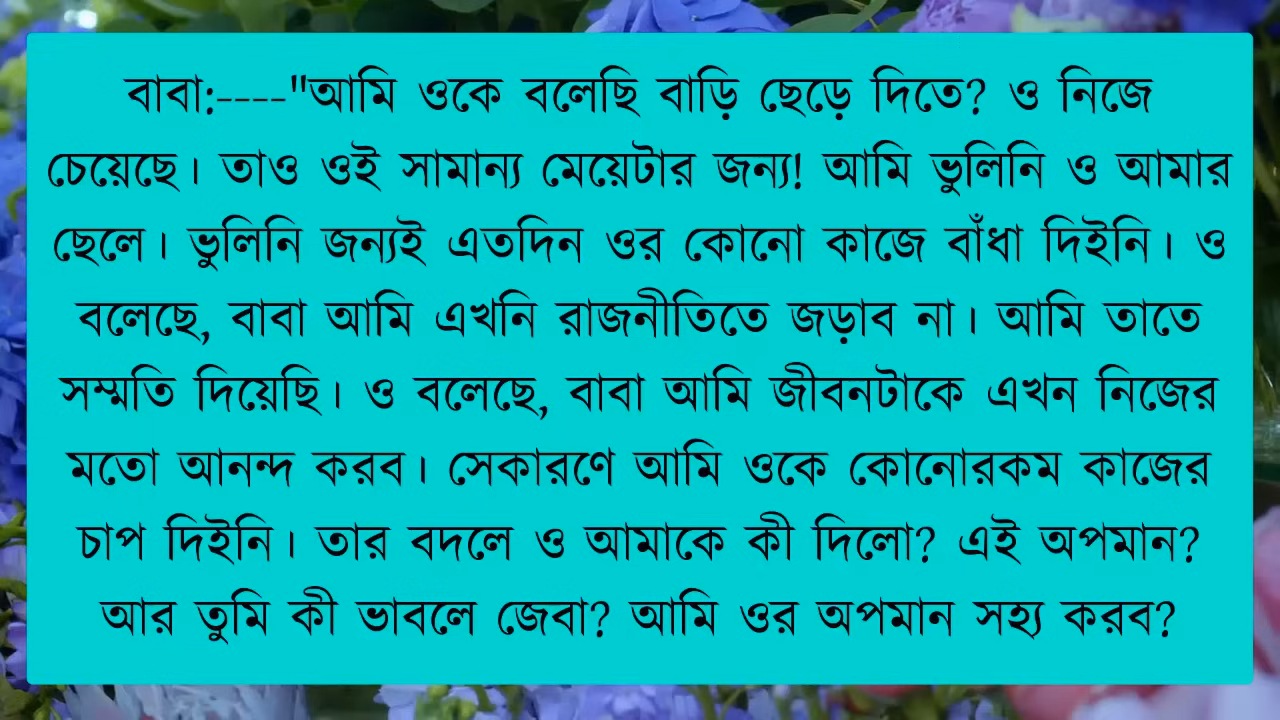 বাবা:----"আমি ওকে বলেছি বাড়ি ছেড়ে দিতে? ও নিজে
চেয়েছে। তাও ওই সামান্য মেয়েটার জন্য! আমি ভুলিনি ও আমার
ছেলে। ভুলিনি জন্যই এতদিন ওর কোনো কাজে বাঁধা দিইনি। ও
বলেছে, বাবা আমি এখনি রাজনীতিতে জড়াব না। আমি তাতে
সম্মতি দিয়েছি। ও বলেছে, বাবা আমি জীবনটাকে এখন নিজের
মতো আনন্দ করব। সেকারণে আমি ওকে কোনোরকম কাজের
চাপ দিইনি। তার বদলে ও আমাকে কী দিলো? এই অপমান?
আর তুমি কী ভাবলে জেবা? আমি ওর অপমান সহ্য করব?